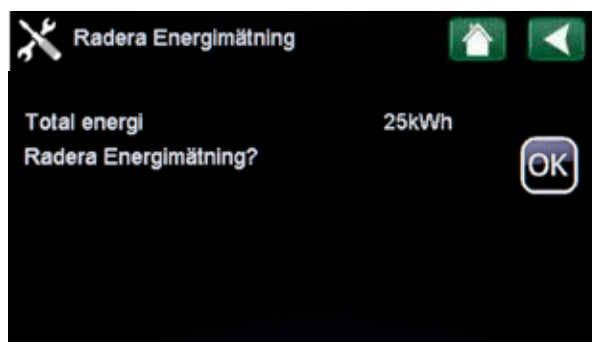 Radera Energimätning
Total energi 25kWh
Radera Energimätning?
OK